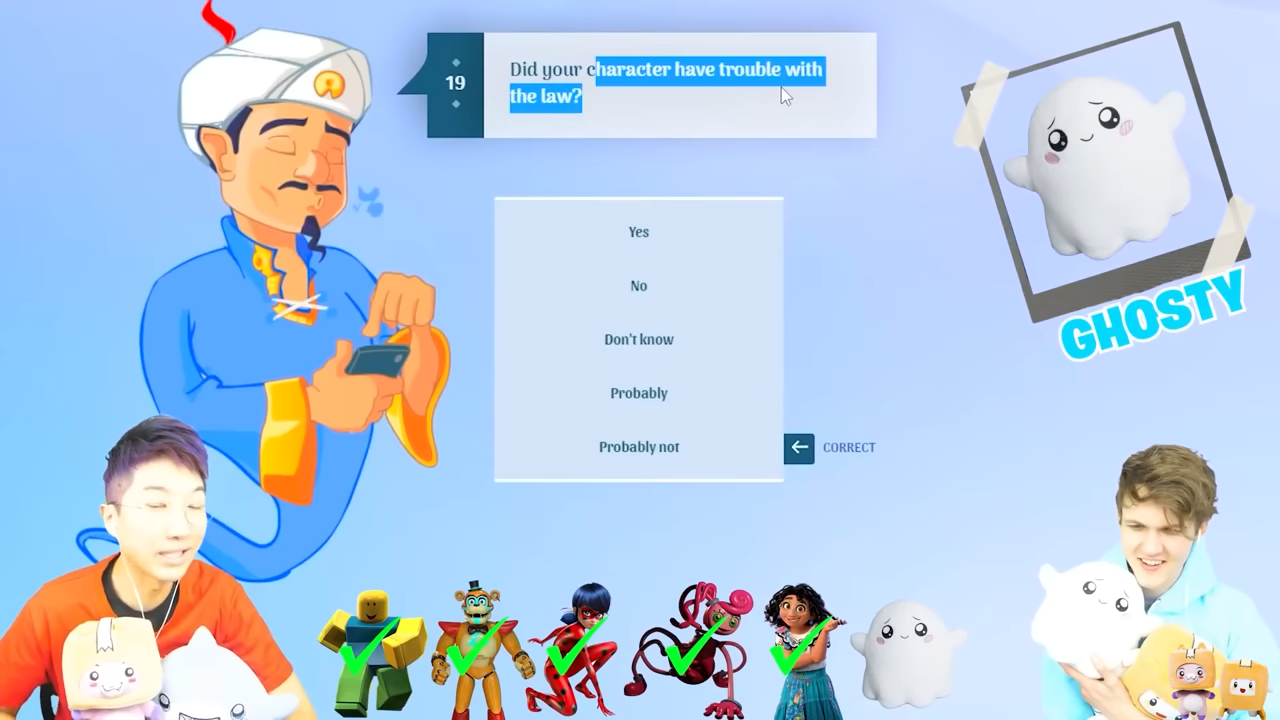 19
Did your character have trouble with
the law?
Yes
No
Don't know
Probably
Probably not
CORRECT
GHOSTY